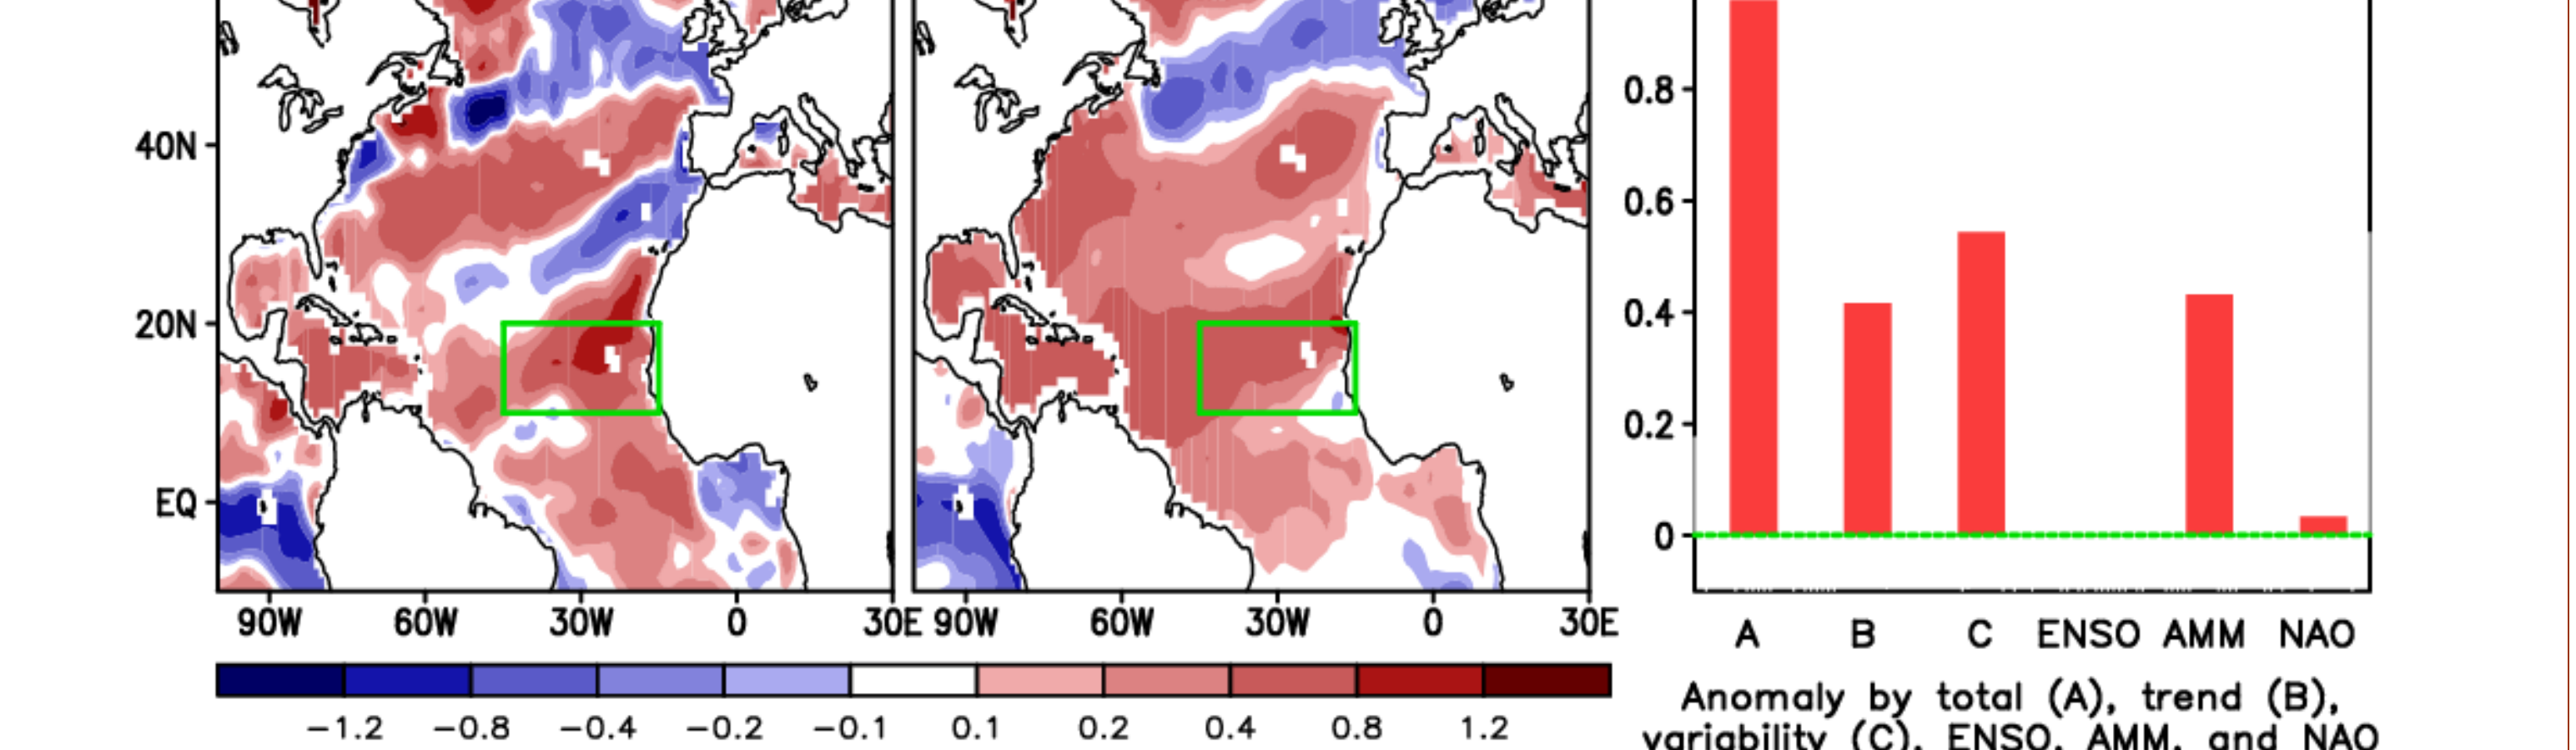 0.8
40N
0.6
20N
0.4
0.2
EQ
0
90W 60W 30W 0 30E 90W 60W 30W 0 30E
A B C ENSO AMM NAO
−1.2 −0.8 −0.4 −0.2 −0.1 0.1 0.2 0.4 0.8 1.2
Anomaly by total (A), trend (B),
variability (C), ENSO, AMM, and NAO